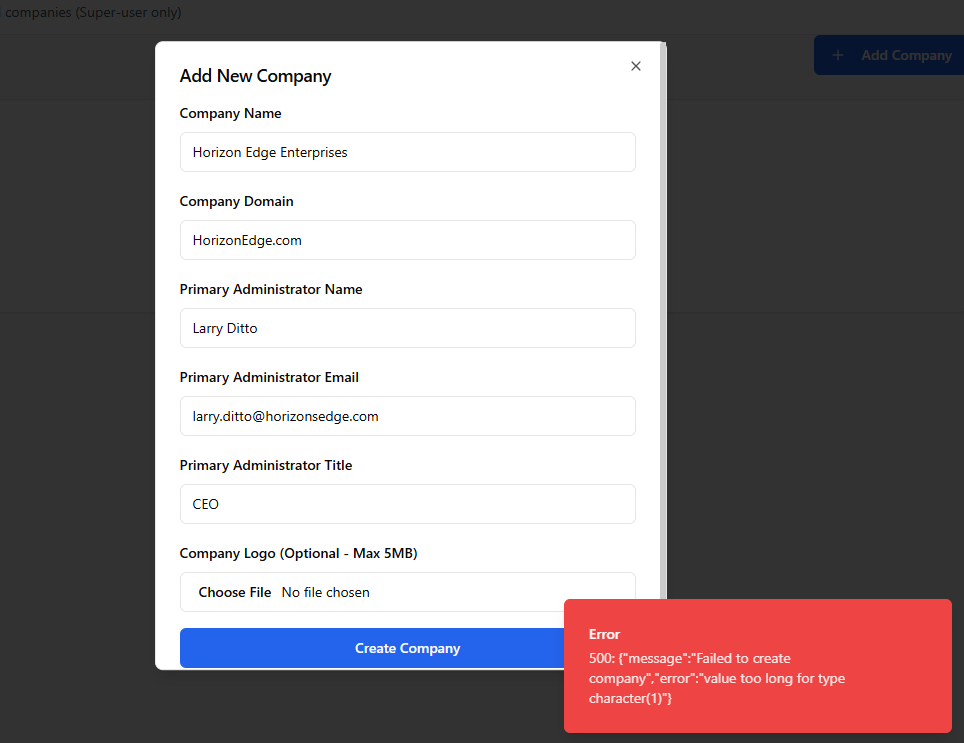 companies (Super-user only)
+ Add Company
Add New Company
Company Name
Horizon Edge Enterprises
Company Domain
HorizonEdge.com
Primary Administrator Name
Larry Ditto
Primary Administrator Email
larry.ditto@horizonsedge.com
Primary Administrator Title
CEO
Company Logo (Optional - Max 5MB)
Choose File No file chosen
Create Company
Error
500: {"message":"Failed to create
company","error":"value too long for type
character(1)"}